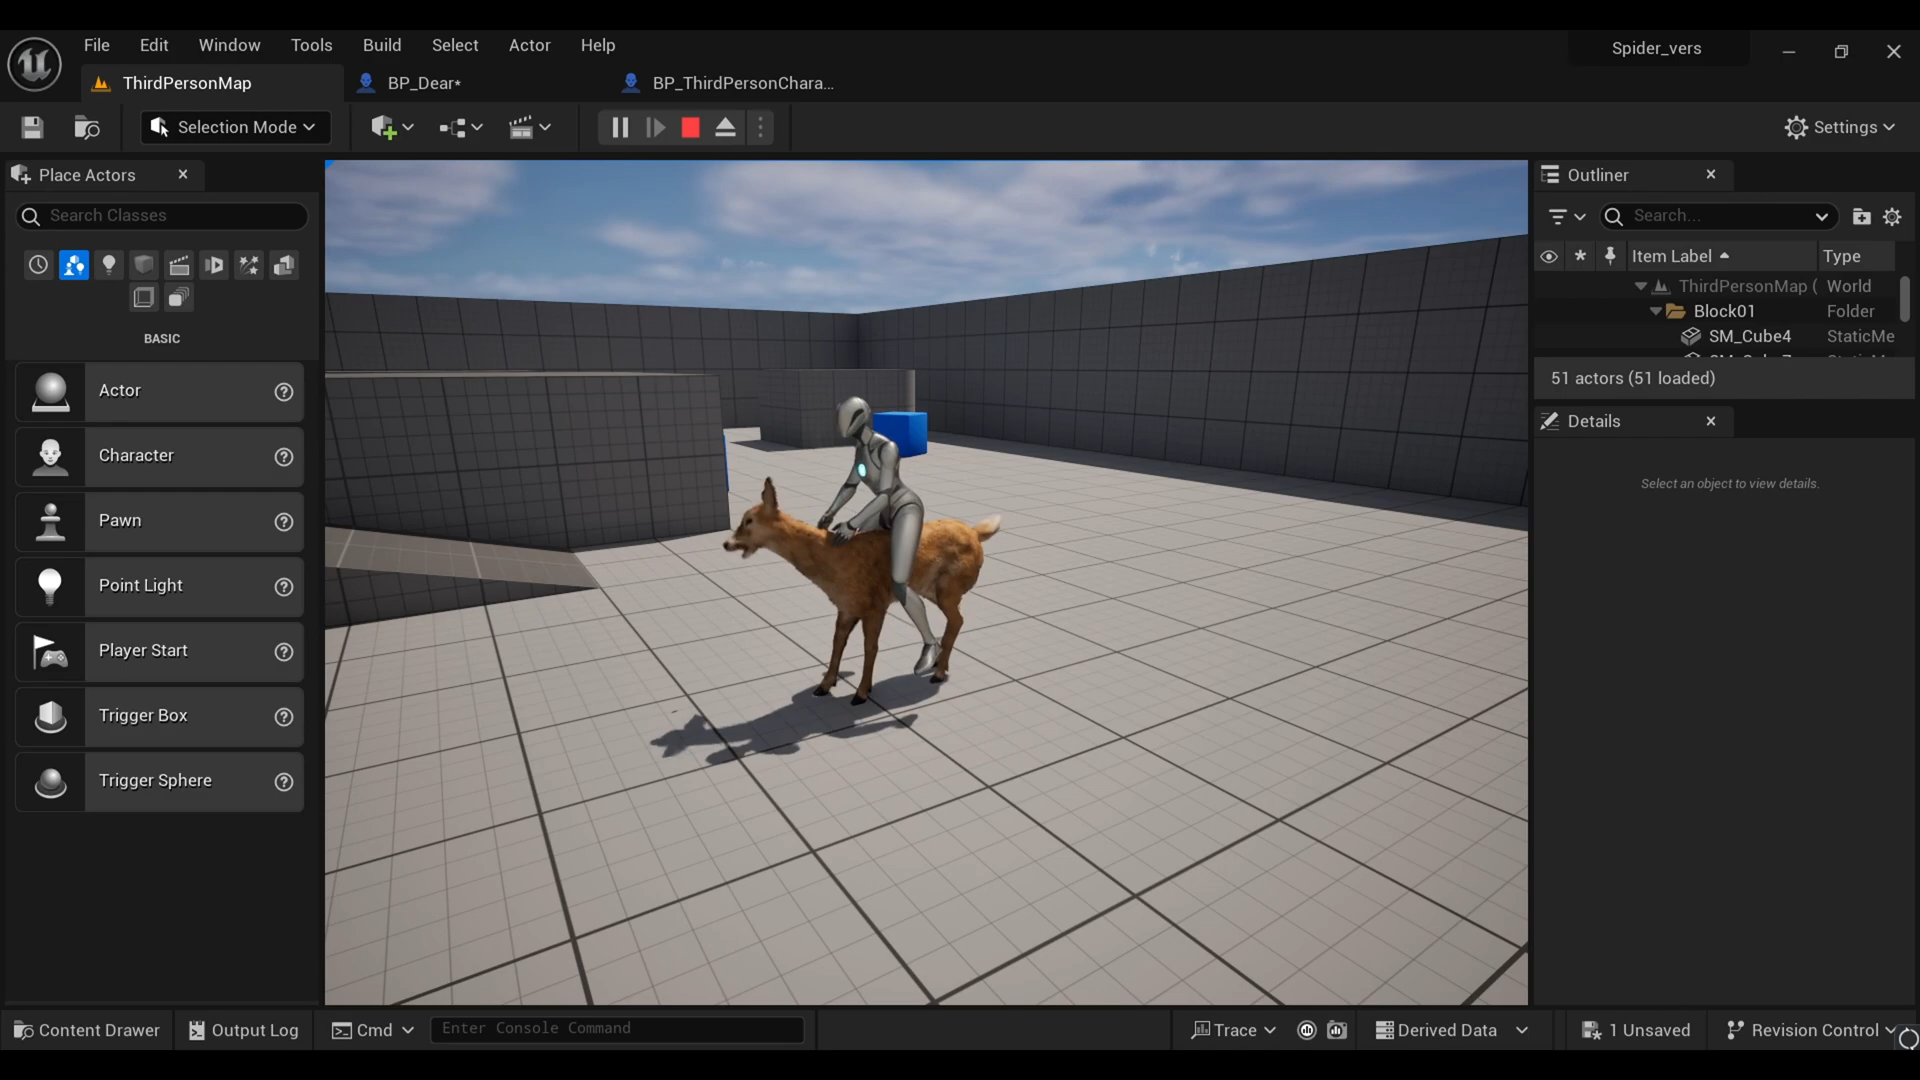 File Edit Window Tools Build Select Actor Help
Spider_vers
ThirdPersonMap
BP_Dear*
BP_ThirdPersonChara...
Selection Mode
Settings
Place Actors
Search Classes
BASIC
Actor
Character
Pawn
Point Light
Player Start
Trigger Box
Trigger Sphere
Outliner
Search...
Item Label Type
ThirdPersonMap ( World
Block01 Folder
SM_Cube4 StaticMe
51 actors (51 loaded)
Details
Select an object to view details.
Content Drawer
Output Log
Cmd
Enter Console Command
Trace
Derived Data
1 Unsaved
Revision Control